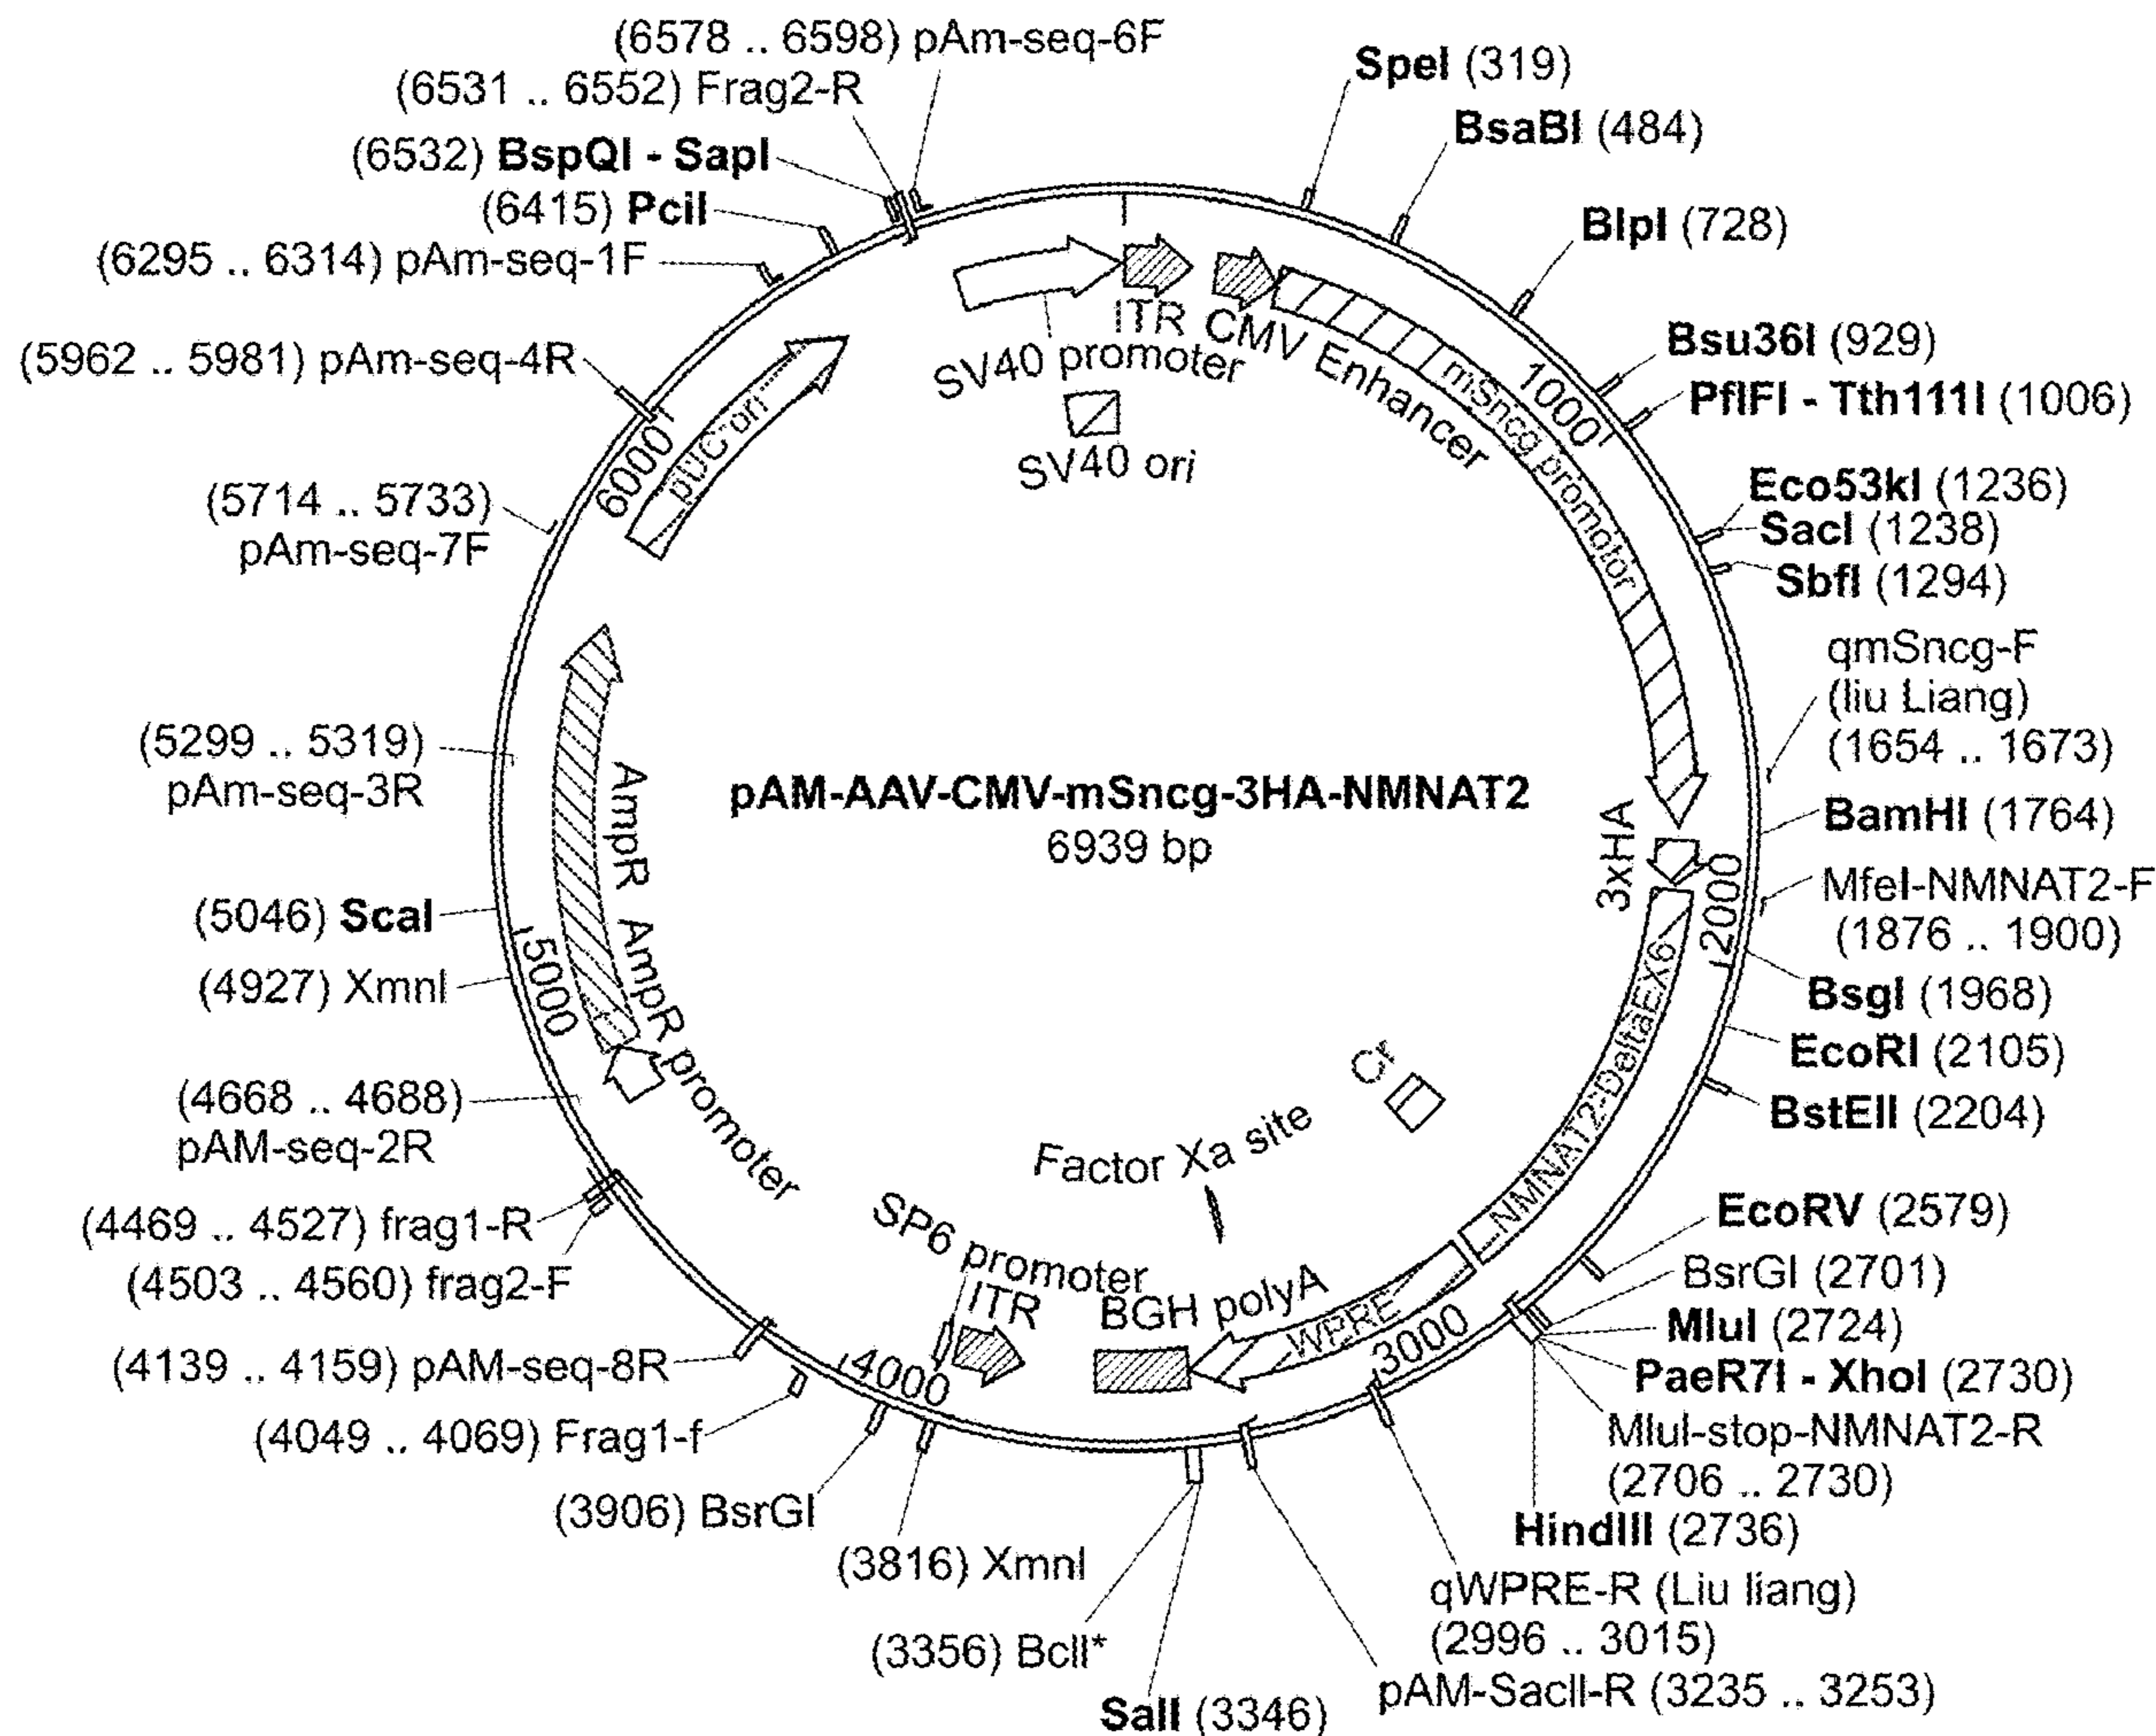 (6578 .. 6598) pAm-seq-6F
(6531 .. 6552) Frag2-R
(6532) BspQI - SapI
(6415) PciI
(6295 .. 6314) pAm-seq-1F
(5962 .. 5981) pAm-seq-4R
(5714 .. 5733)
pAm-seq-7F
(5299 .. 5319)
pAm-seq-3R
(5046) ScaI
(4927) XmnI
(4668 .. 4688)
pAM-seq-2R
(4469 .. 4527) frag1-R
(4503 .. 4560) frag2-F
(4139 .. 4159) pAM-seq-8R
(4049 .. 4069) Frag1-f
(3906) BsrGI
(3816) XmnI
(3356) BclI*
SalI (3346)
SpeI (319)
BsaBI (484)
BlpI (728)
Bsu36I (929)
PflFI - Tth111I (1006)
Eco53kI (1236)
SacI (1238)
SbfI (1294)
qmSncg-F
(liu Liang)
(1654 .. 1673)
BamHI (1764)
MfeI-NMNAT2-F
(1876 .. 1900)
BsgI (1968)
EcoRI (2105)
BstEII (2204)
EcoRV (2579)
BsrGI (2701)
MluI (2724)
PaeR7I - XhoI (2730)
MluI-stop-NMNAT2-R
(2706 .. 2730)
HindIII (2736)
qWPRE-R (Liu liang)
(2996 .. 3015)
pAM-SacII-R (3235 .. 3253)
ITR
CMV Enhancer
mSncg promotor
SV40 promoter
SV40 ori
pUC ori
1000
2000
3000
4000
5000
6000
3xHA
NMNAT2-DeltaEX6
Cr
Factor Xa site
WPRE
BGH polyA
ITR
SP6 promoter
AmpR promoter
AmpR
pAM-AAV-CMV-mSncg-3HA-NMNAT2
6939 bp